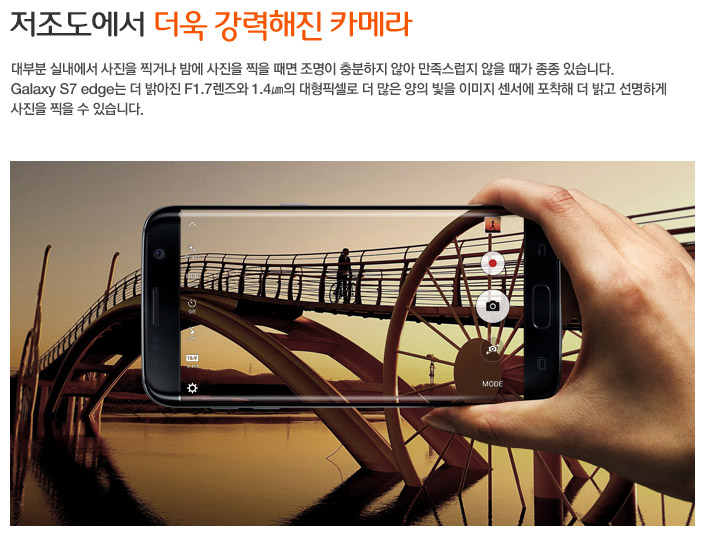 저조도에서 더욱 강력해진 카메라
대부분 실내에서 사진을 찍거나 밤에 사진을 찍을 때면 조명이 충분하지 않아 만족스럽지 않을 때가 종종 있습니다.
Galaxy S7 edge는 더 밝아진 F1.7렌즈와 1.4㎛의 대형픽셀로 더 많은 양의 빛을 이미지 센서에 포착해 더 밝고 선명하게
사진을 찍을 수 있습니다.
Off
16:9
MODE